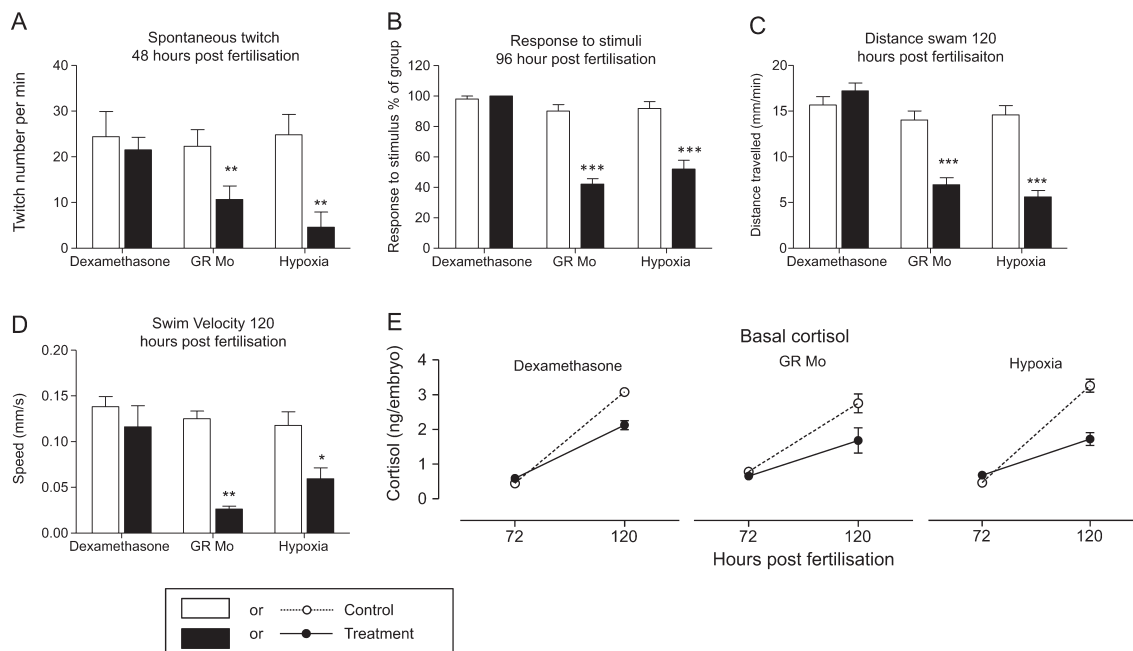 A
Spontaneous twitch
48 hours post fertilisation
Twitch number per min
40
30
20
10
0
**
**
Dexamethasone GR Mo Hypoxia
B
Response to stimuli
96 hour post fertilisation
Response to stimulus % of group
120
100
80
60
40
20
0
***
***
Dexamethasone GR Mo Hypoxia
C
Distance swam 120
hours post fertilisaiton
Distance travelled (mm/min)
20
15
10
5
0
***
***
Dexamethasone GR Mo Hypoxia
D
Swim Velocity 120
hours post fertilisation
Speed (mm/s)
0.20
0.15
0.10
0.05
0.00
**
*
Dexamethasone GR Mo Hypoxia
E
Basal cortisol
Dexamethasone GR Mo Hypoxia
Cortisol (ng/embryo)
4
3
2
1
0
72 120 72 120 72 120
Hours post fertilisation
or Control
or Treatment